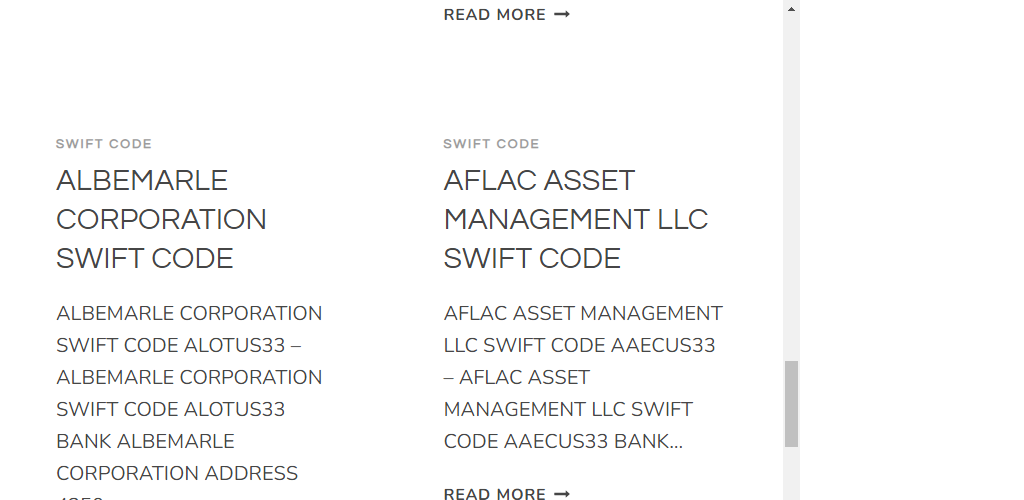 READ MORE →
SWIFT CODE
ALBEMARLE
CORPORATION
SWIFT CODE
ALBEMARLE CORPORATION
SWIFT CODE ALOTUS33 –
ALBEMARLE CORPORATION
SWIFT CODE ALOTUS33
BANK ALBEMARLE
CORPORATION ADDRESS
SWIFT CODE
AFLAC ASSET
MANAGEMENT LLC
SWIFT CODE
AFLAC ASSET MANAGEMENT
LLC SWIFT CODE AAECUS33
– AFLAC ASSET
MANAGEMENT LLC SWIFT
CODE AAECUS33 BANK...
READ MORE →